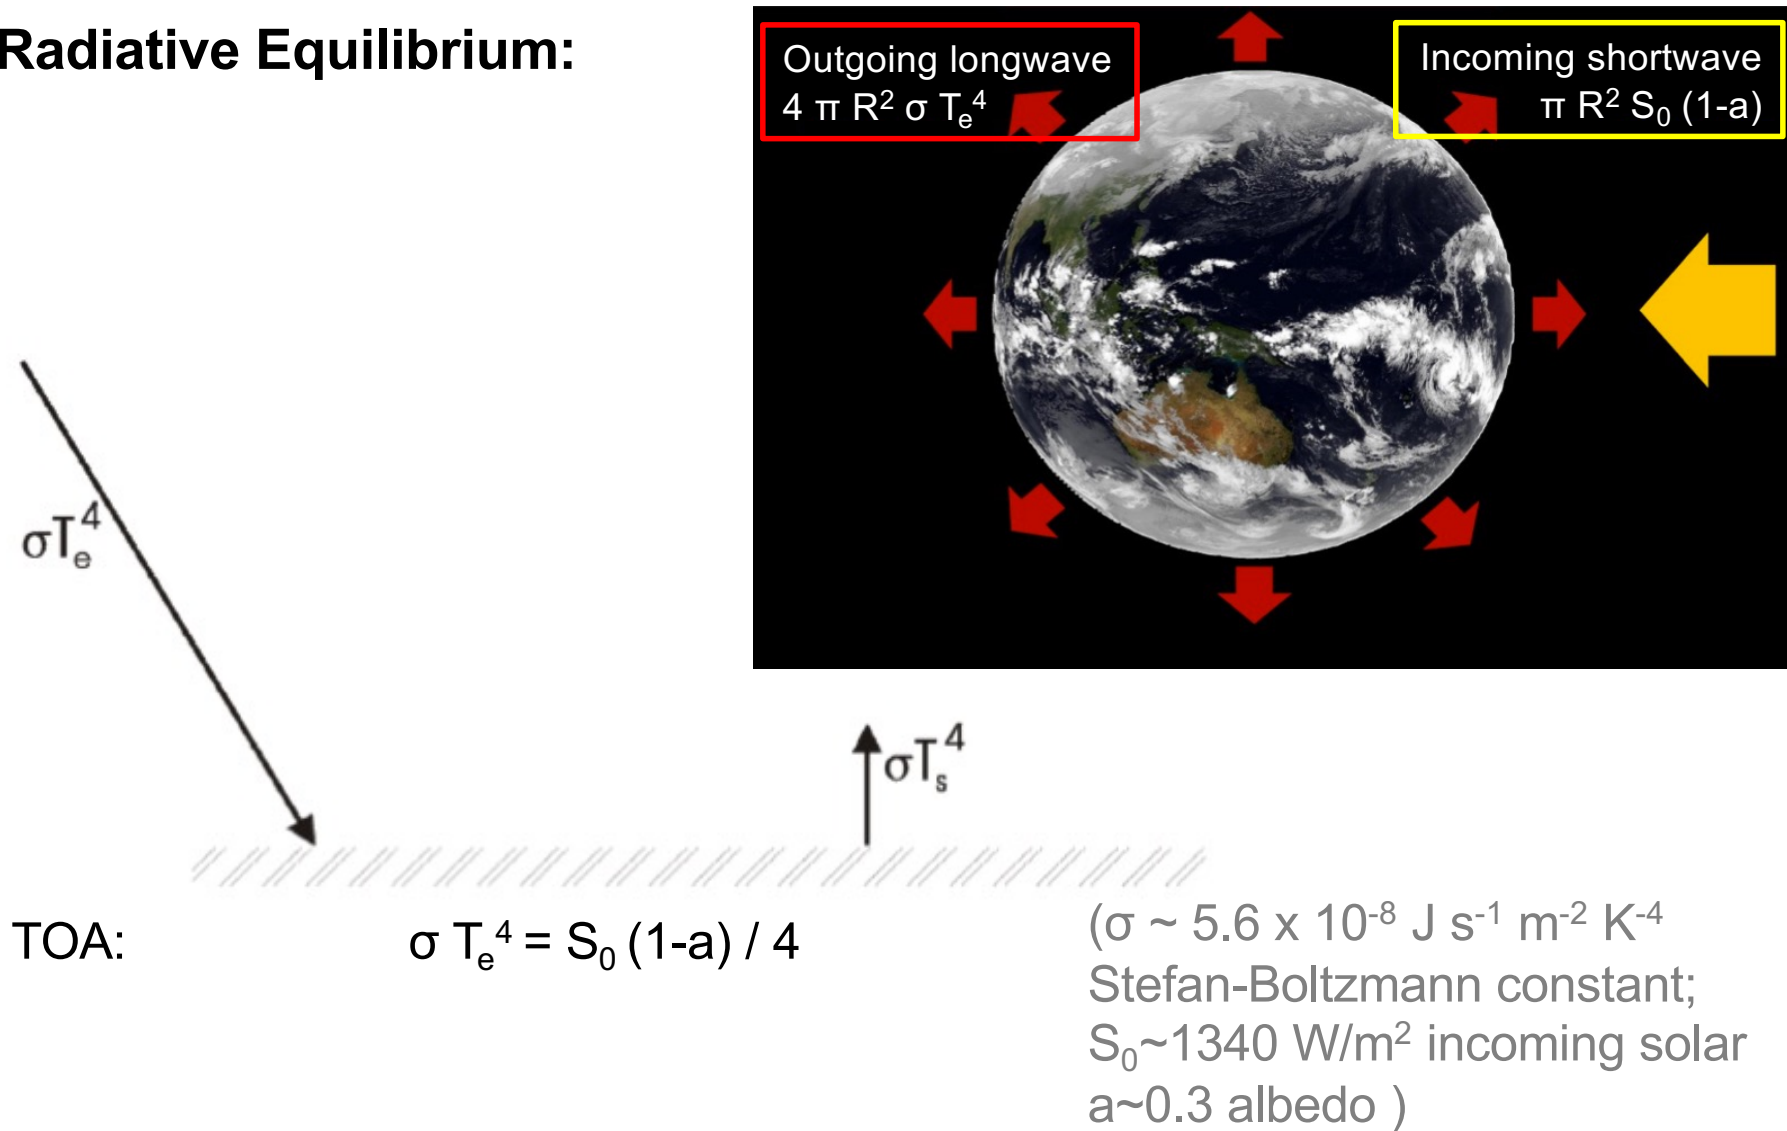 Radiative Equilibrium:
Outgoing longwave
4 π R² σ Tₑ⁴
Incoming shortwave
π R² S₀ (1-a)
σTₑ⁴
σTₛ⁴
TOA:
σ Tₑ⁴ = S₀ (1-a) / 4
(σ ~ 5.6 x 10⁻⁸ J s⁻¹ m⁻² K⁻⁴
Stefan-Boltzmann constant;
S₀~1340 W/m² incoming solar
a~0.3 albedo )